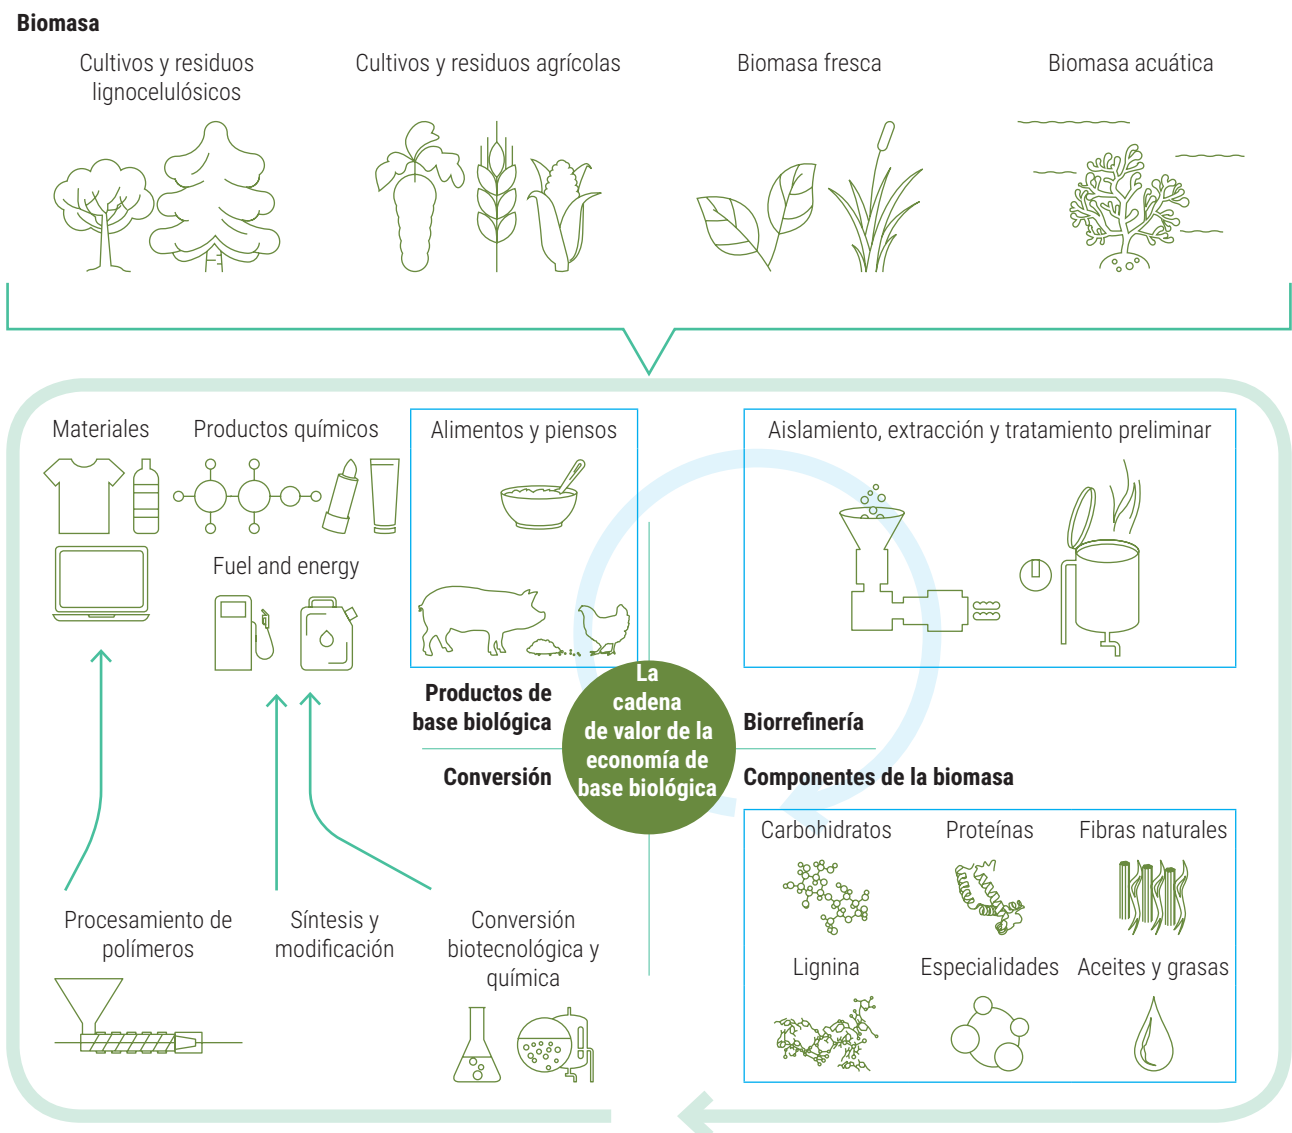 Biomasa
Cultivos y residuos
lignocelulósicos
Cultivos y residuos agrícolas
Biomasa fresca
Biomasa acuática
Materiales
Productos químicos
Fuel and energy
Alimentos y piensos
Aislamiento, extracción y tratamiento preliminar
Productos de
base biológica
La
cadena
de valor de la
economía de
base biológica
Biorrefinería
Conversión
Componentes de la biomasa
Carbohidratos
Proteínas
Fibras naturales
Lignina
Especialidades
Aceites y grasas
Procesamiento de
polímeros
Síntesis y
modificación
Conversión
biotecnológica y
química